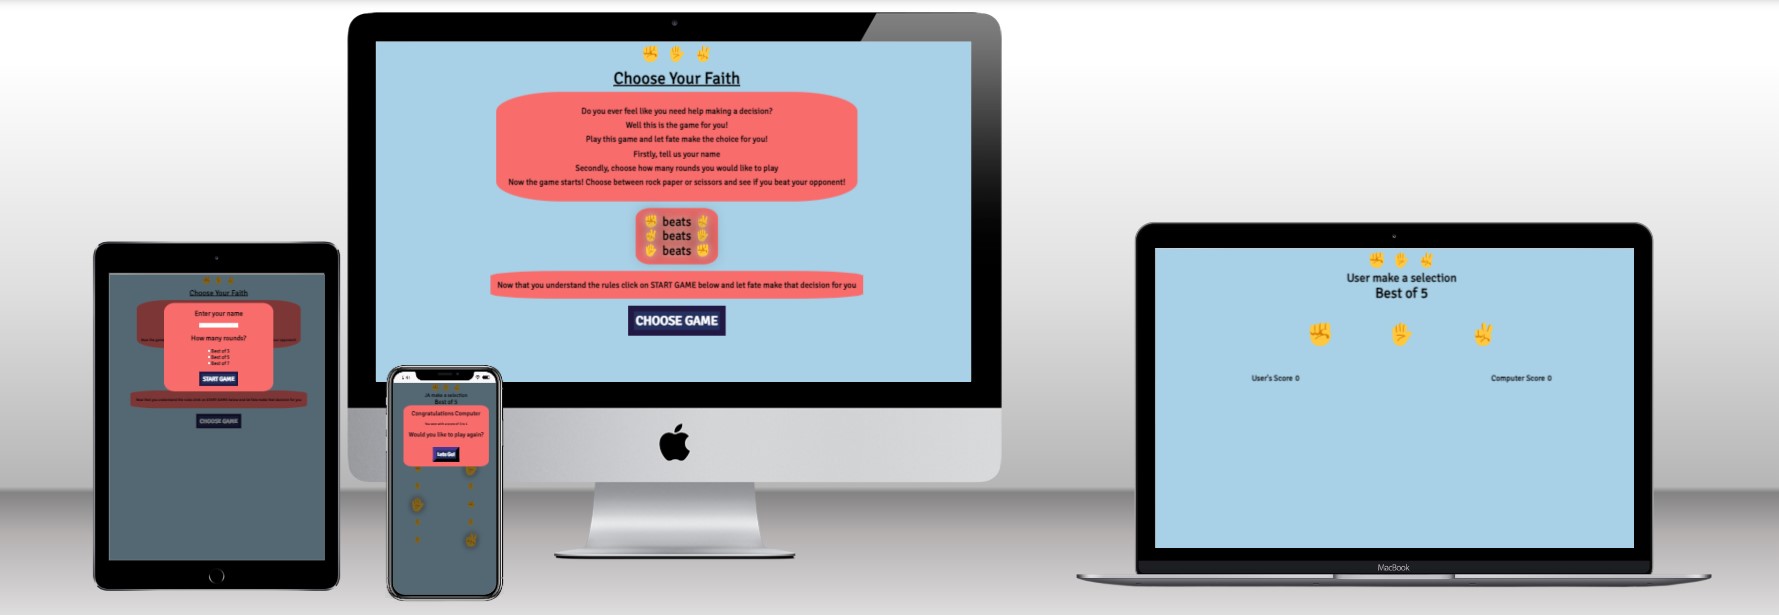 Choose Your Faith
Do you ever feel like you need help making a decision?
Well this is the game for you!
Play this game and let fate make the choice for you!
Firstly, tell us your name
Secondly, choose how many rounds you would like to play
Now the game starts! Choose between rock paper or scissors and see if you beat your opponent!
beats
beats
beats
Now that you understand the rules click on START GAME below and let fate make that decision for you
CHOOSE GAME
Choose Your Faith
Enter your name
How many rounds?
Best of 3
Best of 5
Best of 7
START GAME
CHOOSE GAME
JA make a selection
Best of 5
Congratulations Computer
Would you like to play again?
Lets Go!
User make a selection
Best of 5
User's Score 0
Computer Score 0
MacBook